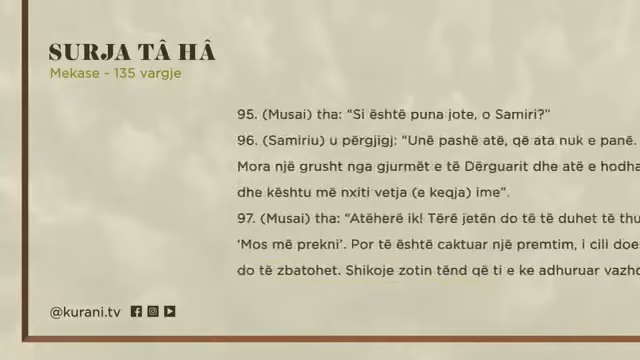 SURJA TÂ HÂ
Mekase - 135 vargje
95. (Musai) tha: “Si është puna jote, o Samiri?“
96. (Samiriu) u përgjigj: “Unë pashë atë, që ata nuk e panë.
Mora një grusht nga gjurmët e të Dërguarit dhe atë e hodha
dhe kështu më nxiti vetja (e keqja) ime”.
97. (Musai) tha: “Atëherë ik! Tërë jetën do të të duhet të thu
‘Mos më prekni’. Por të është caktuar një premtim, i cili doe
do të zbatohet. Shikoje zotin tënd që ti e ke adhuruar vazhd
@kurani.tv